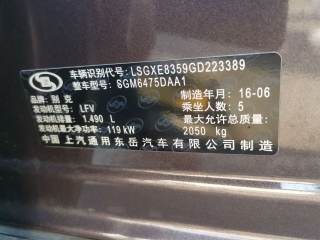 车辆识别代号: LSGXE8359GD223389
整车型号: SGM6475DAA1
品牌: 别克 制造年月: 16-06
发动机型号: LFV 乘坐人数: 5
发动机排量: 1.490 L 最大允许总质量:
发动机最大净功率: 119 kW 2050 kg
中国 上汽通用东岳汽车有限公司制造